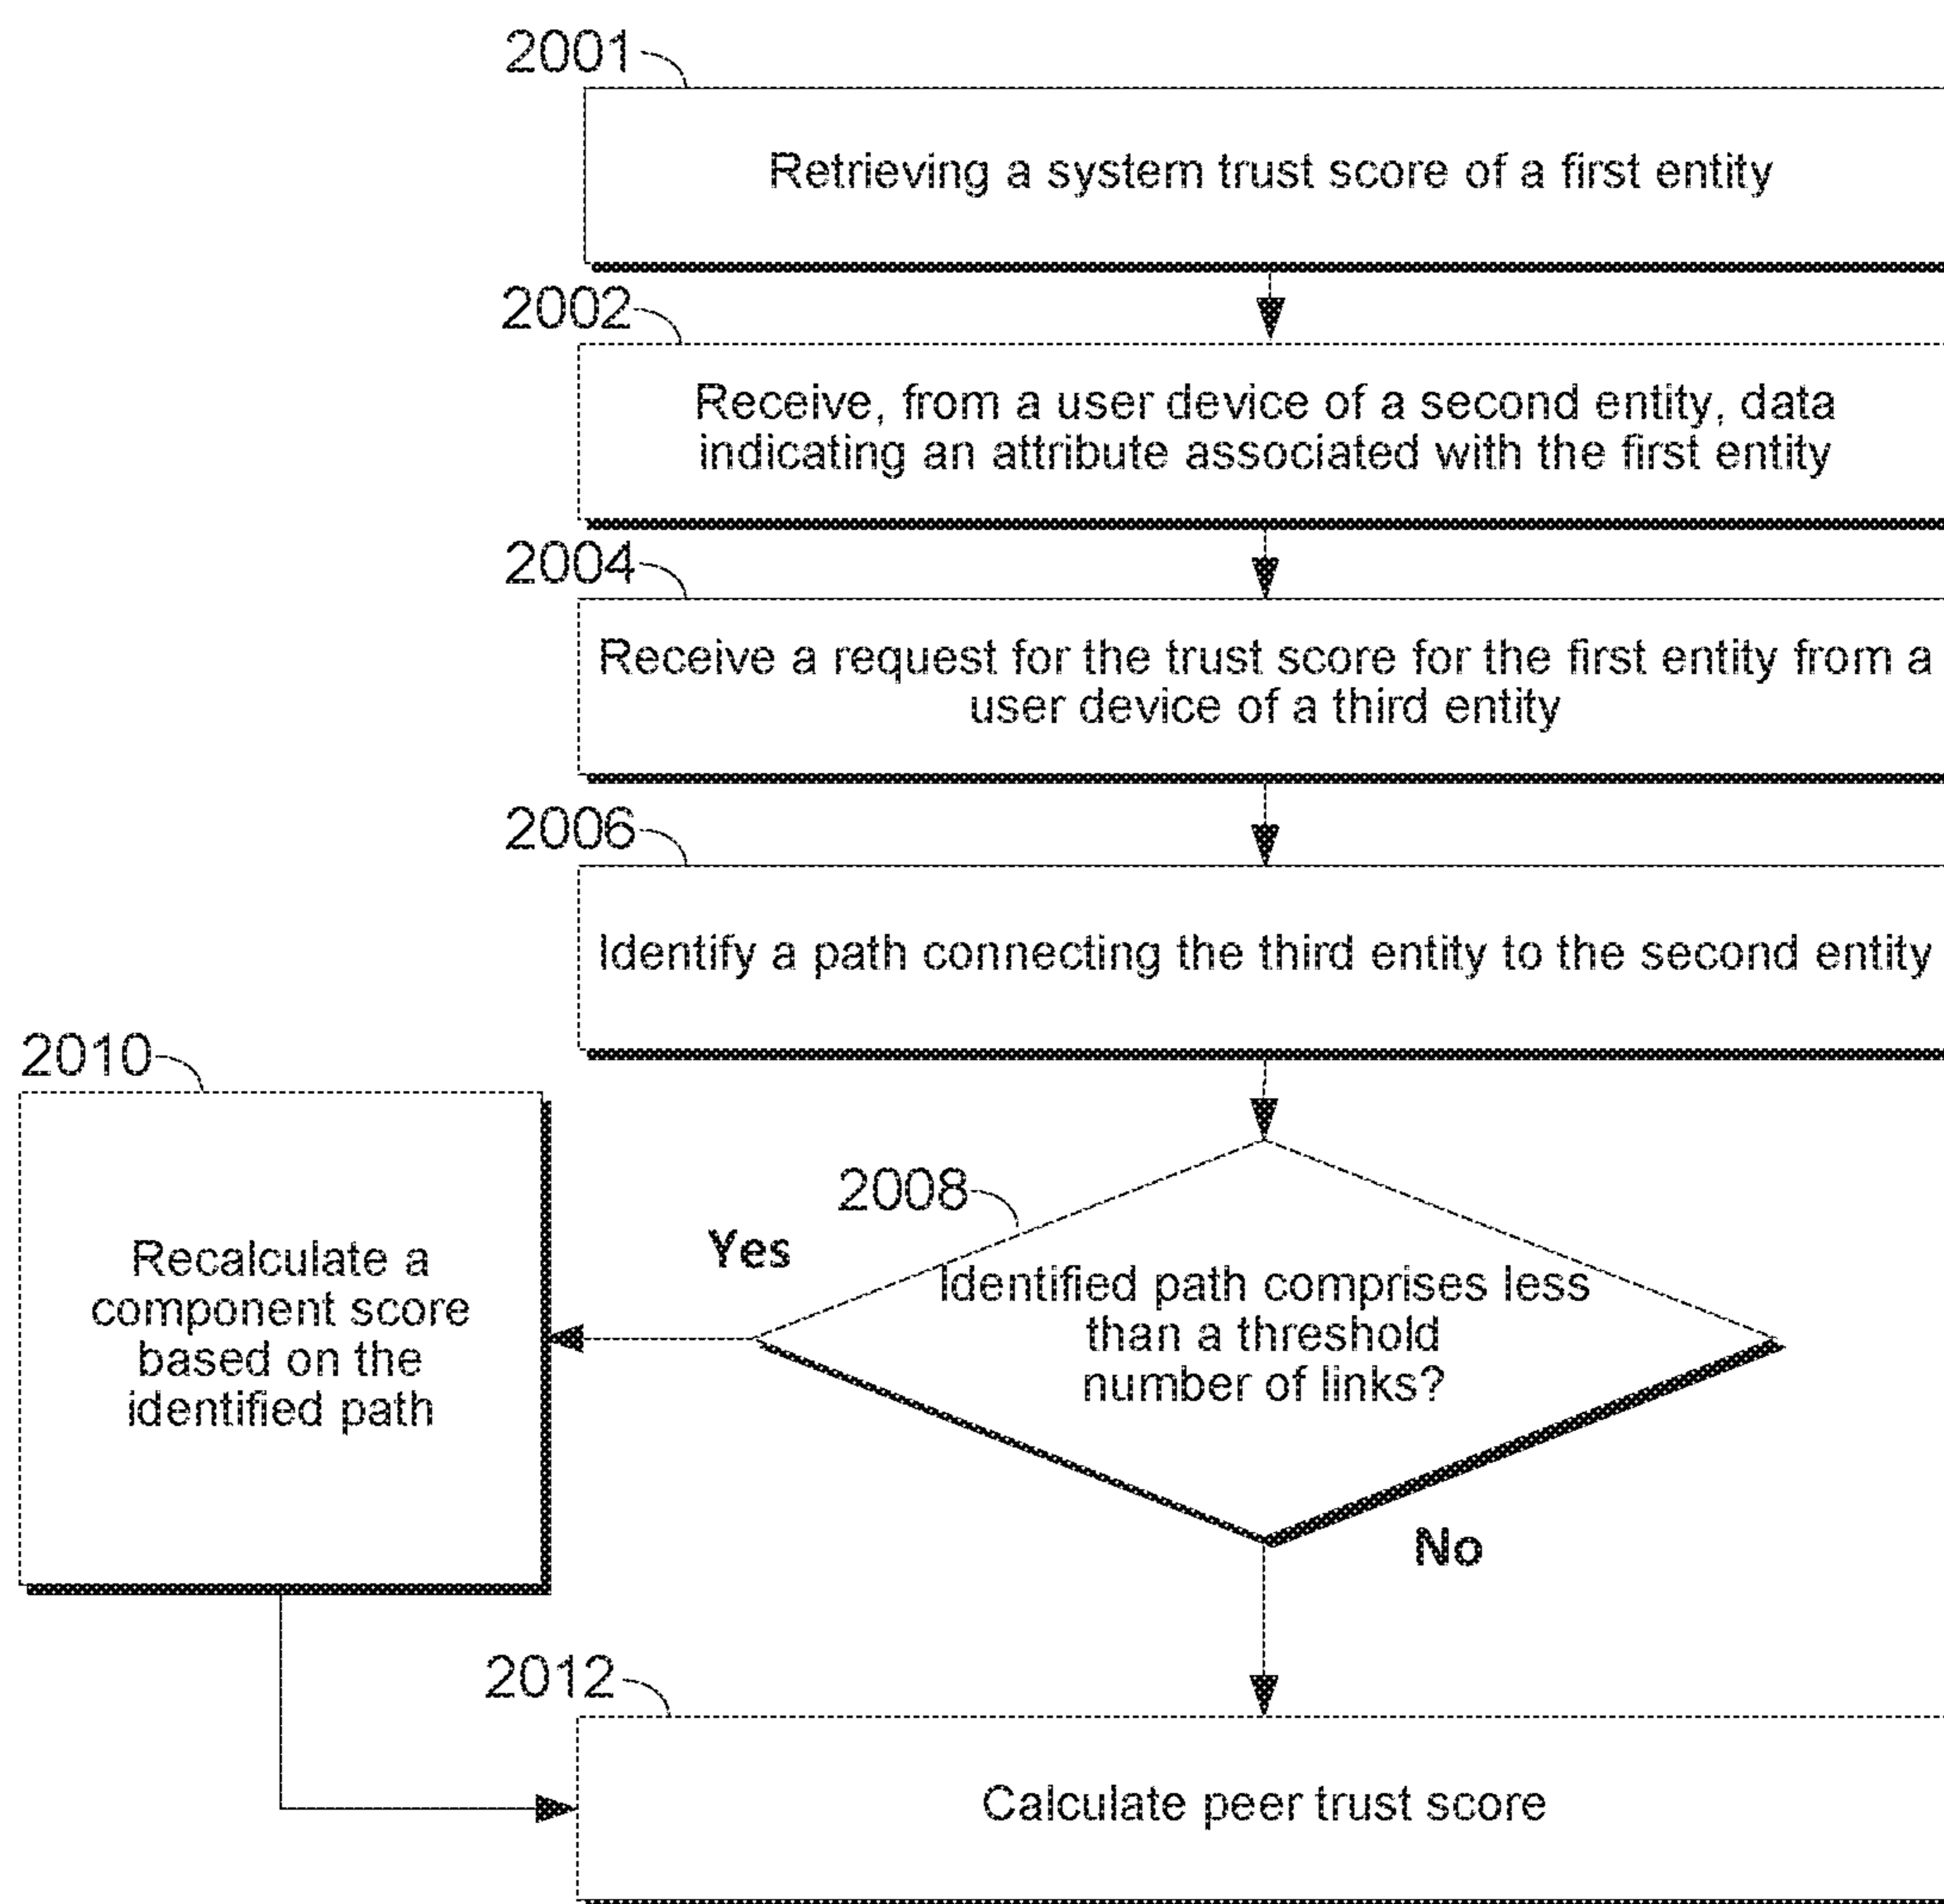 2001
Retrieving a system trust score of a first entity
2002
Receive, from a user device of a second entity, data
indicating an attribute associated with the first entity
2004
Receive a request for the trust score for the first entity from a
user device of a third entity
2006
Identify a path connecting the third entity to the second entity
2010
Recalculate a
component score
based on the
identified path
Yes
2008
Identified path comprises less
than a threshold
number of links?
No
2012
Calculate peer trust score